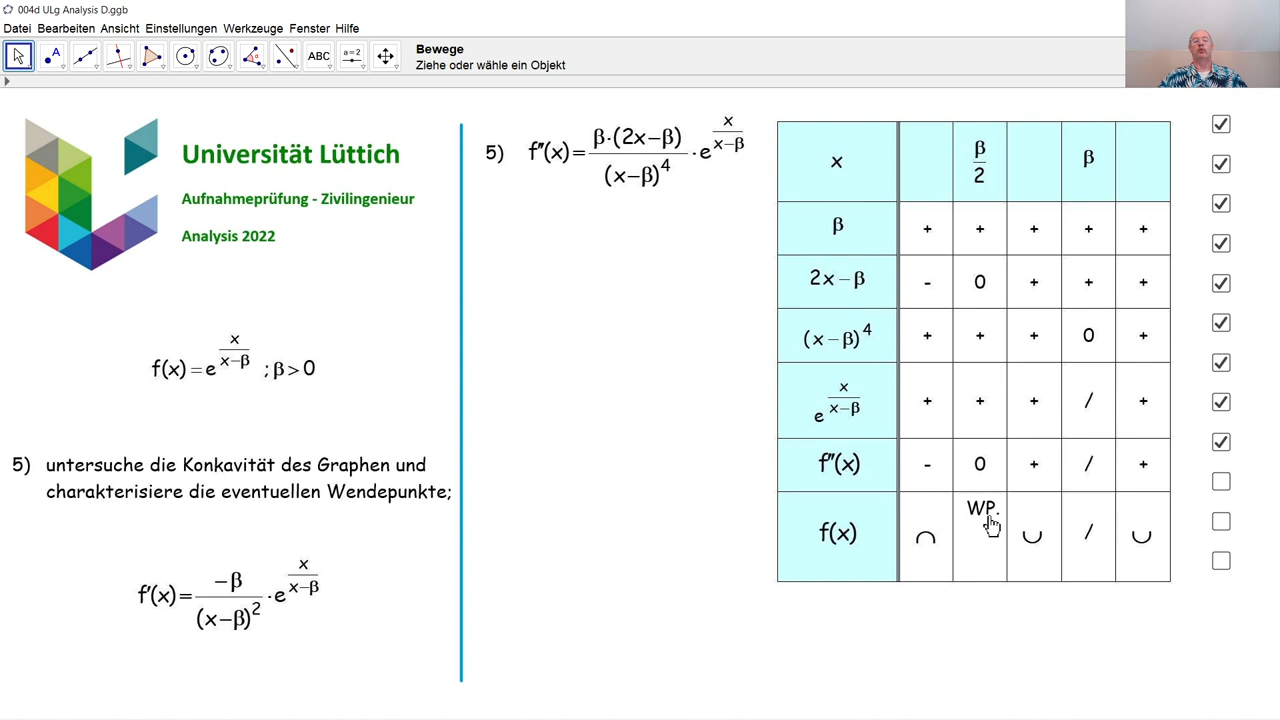 004d ULg Analysis D.ggb
Datei Bearbeiten Ansicht Einstellungen Werkzeuge Fenster Hilfe
A
ABC
a=2
Bewege
Ziehe oder wähle ein Objekt
Universität Lüttich
Aufnahmeprüfung - Zivilingenieur
Analysis 2022
f(x) = e^(x/(x−β)) ; β > 0
5) untersuche die Konkavität des Graphen und
charakterisiere die eventuellen Wendepunkte;
f'(x) = −β/(x−β)² · e^(x/(x−β))
5) f''(x) = β·(2x−β)/(x−β)⁴ · e^(x/(x−β))
x β/2 β
β + + + + +
2x−β - 0 + + +
(x−β)⁴ + + + 0 +
e^(x/(x−β)) + + + / +
f''(x) - 0 + / +
f(x) ∩ WP. ∪ / ∪